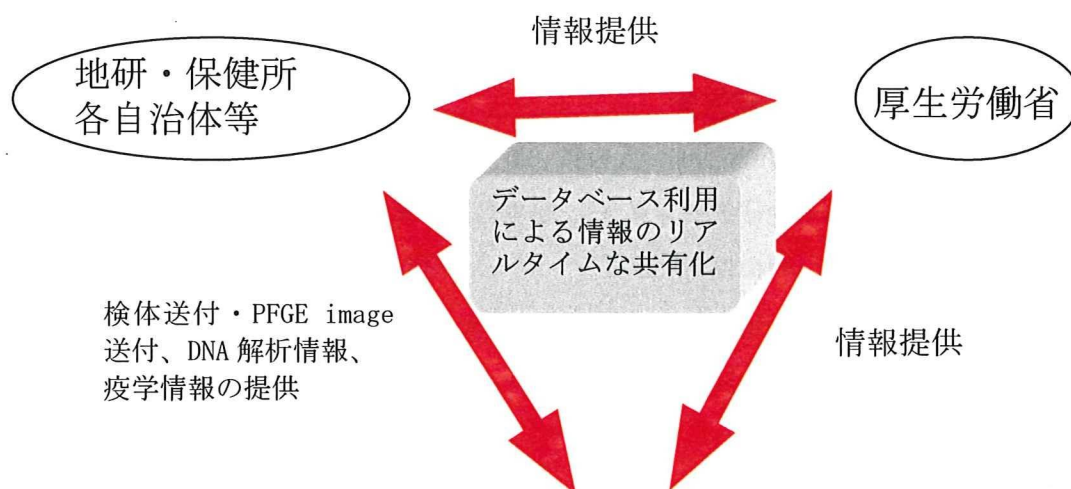 情報提供
地研・保健所
各自治体等
厚生労働省
データベース利用
による情報のリア
ルタイムな共有化
検体送付・PFGE image
送付、DNA 解析情報、
疫学情報の提供
情報提供